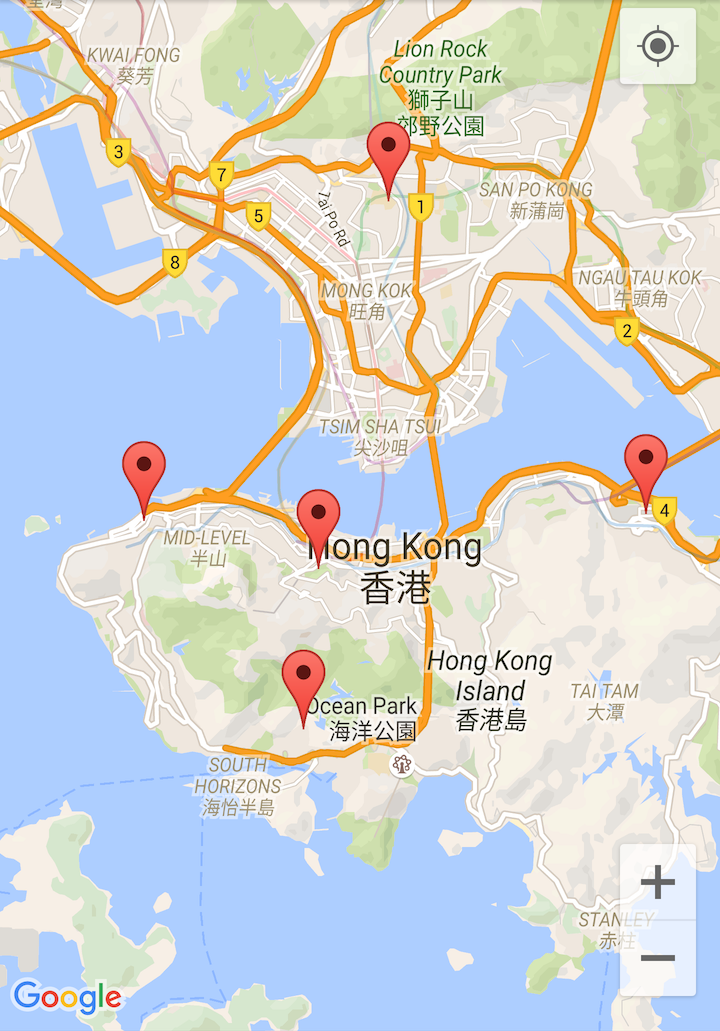 KWAI FONG
葵芳
Lion Rock
Country Park
獅子山
郊野公園
3
7
5
Tai Po Rd
1
SAN PO KONG
新蒲崗
8
MONG KOK
旺角
NGAU TAU KOK
牛頭角
2
TSIM SHA TSUI
尖沙咀
4
MID-LEVEL
半山
Hong Kong
香港
Hong Kong
Island
香港島
Ocean Park
海洋公園
TAI TAM
大潭
SOUTH
HORIZONS
海怡半島
STANLEY
赤柱
Google